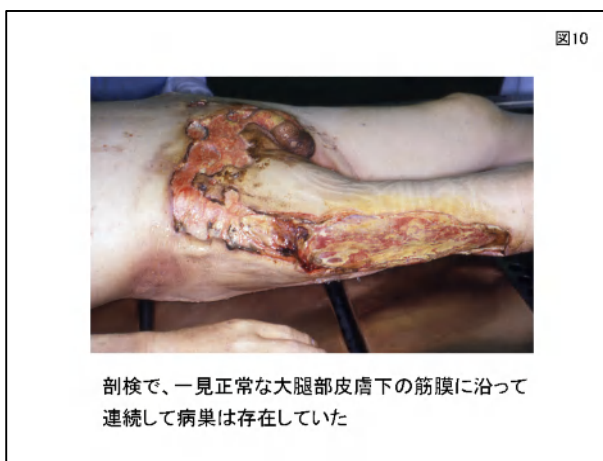 図10
剖検で、一見正常な大腿部皮膚下の筋膜に沿って
連続して病巣は存在していた